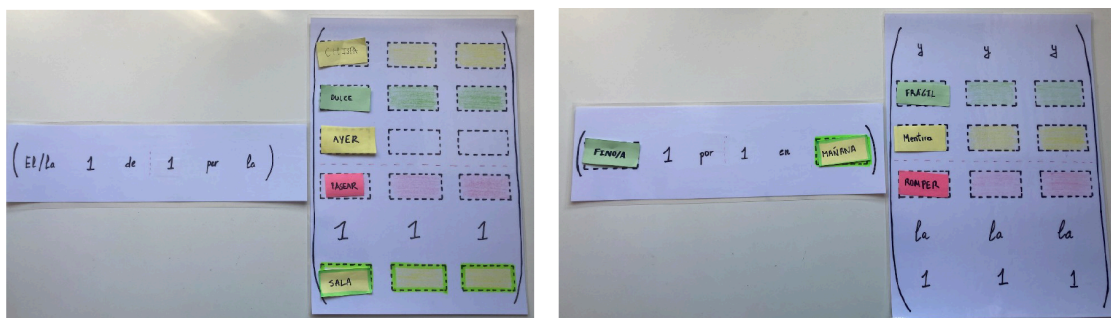 (El/la 1 de 1 por la)
DULCE
AYER
PASEAR
1 1 1
SALA
(FINO/A 1 por 1 en MAÑANA)
y y y
FRÁGIL
Mentira
ROMPER
la la la
1 1 1